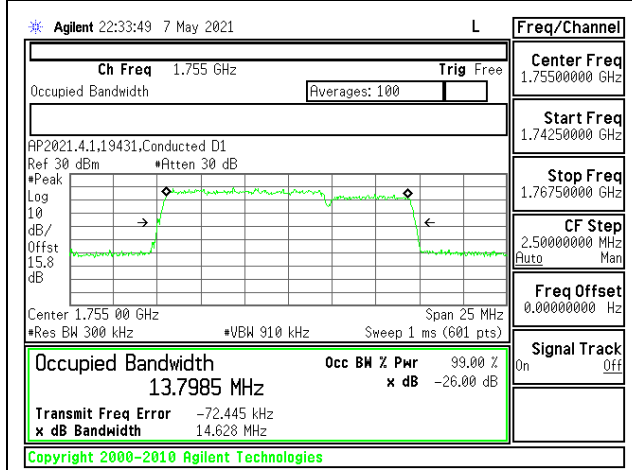 Agilent 22:33:49 7 May 2021 L
Freq/Channel
Ch Freq 1.755 GHz Trig Free
Occupied Bandwidth Averages: 100
AP2021.4.1,19431,Conducted D1
Ref 30 dBm #Atten 30 dB
#Peak
Log
10
dB/
Offst
15.8
dB
Center 1.755 00 GHz Span 25 MHz
#Res BW 300 kHz #VBW 910 kHz Sweep 1 ms (601 pts)
Occupied Bandwidth Occ BW % Pwr 99.00 %
13.7985 MHz x dB -26.00 dB
Transmit Freq Error -72.445 kHz
x dB Bandwidth 14.628 MHz
Copyright 2000-2010 Agilent Technologies
Center Freq
1.75500000 GHz
Start Freq
1.74250000 GHz
Stop Freq
1.76750000 GHz
CF Step
2.50000000 MHz
Auto Man
Freq Offset
0.00000000 Hz
Signal Track
On Off